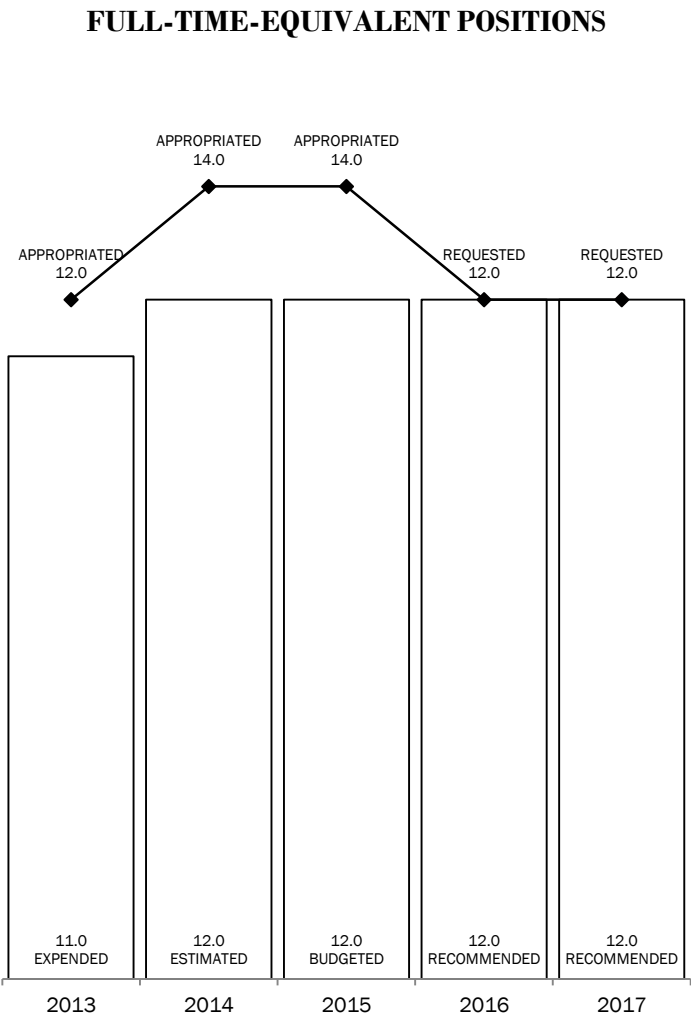 FULL-TIME-EQUIVALENT POSITIONS
APPROPRIATED
14.0
APPROPRIATED
14.0
APPROPRIATED
12.0
REQUESTED
12.0
REQUESTED
12.0
11.0
EXPENDED
12.0
ESTIMATED
12.0
BUDGETED
12.0
RECOMMENDED
12.0
RECOMMENDED
2013
2014
2015
2016
2017